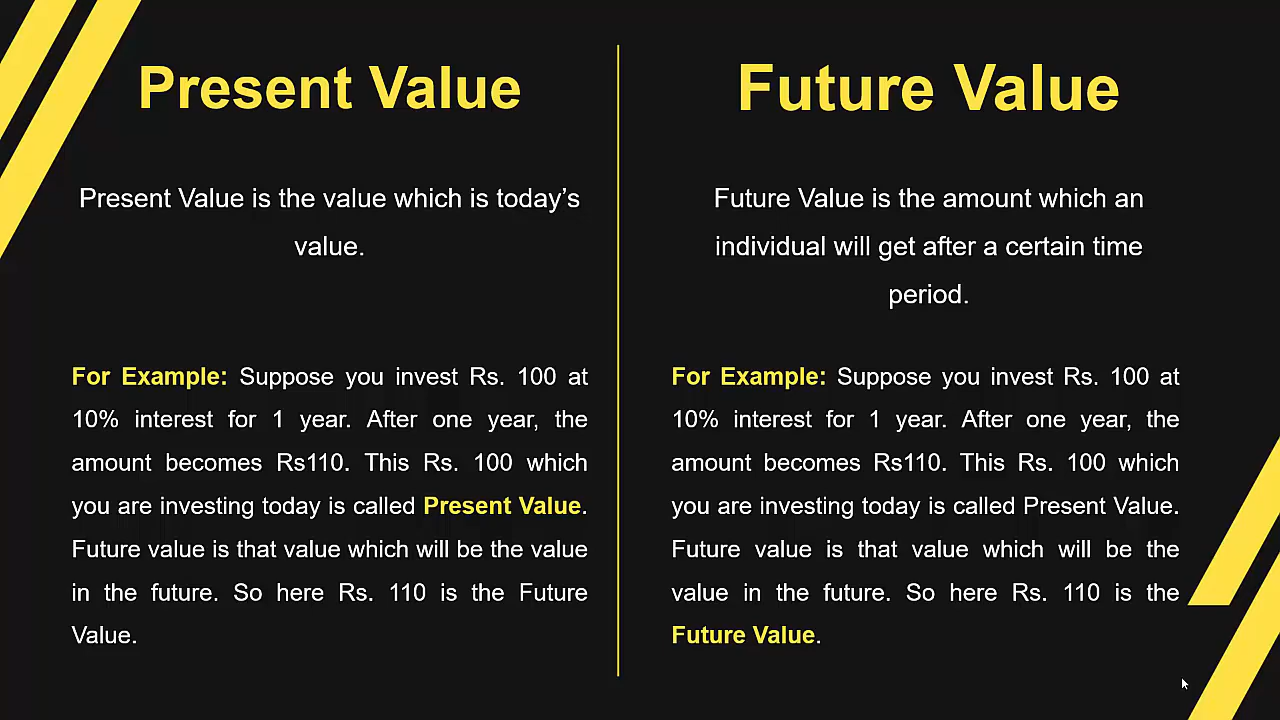 Present Value
Present Value is the value which is today’s
value.
For Example: Suppose you invest Rs. 100 at
10% interest for 1 year. After one year, the
amount becomes Rs110. This Rs. 100 which
you are investing today is called Present Value.
Future value is that value which will be the value
in the future. So here Rs. 110 is the Future
Value.
Future Value
Future Value is the amount which an
individual will get after a certain time
period.
For Example: Suppose you invest Rs. 100 at
10% interest for 1 year. After one year, the
amount becomes Rs110. This Rs. 100 which
you are investing today is called Present Value.
Future value is that value which will be the
value in the future. So here Rs. 110 is the
Future Value.